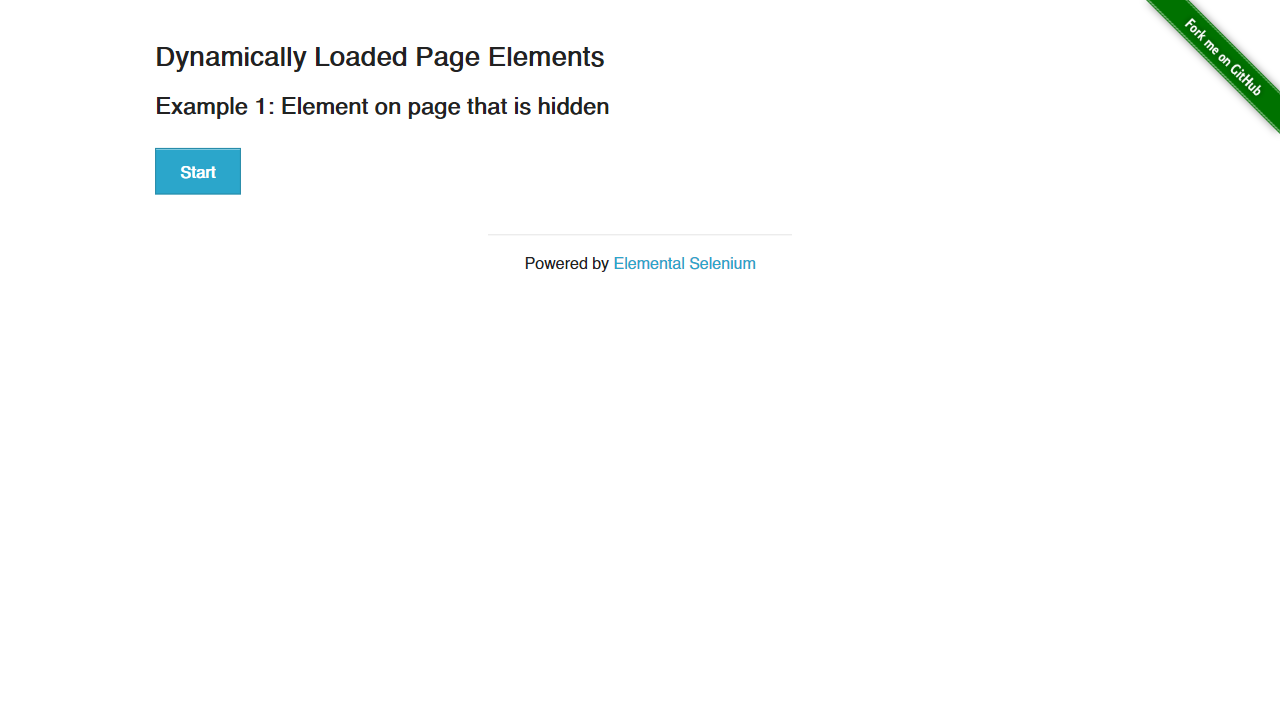 Dynamically Loaded Page Elements
Example 1: Element on page that is hidden
Start
Powered by Elemental Selenium
Fork me on GitHub